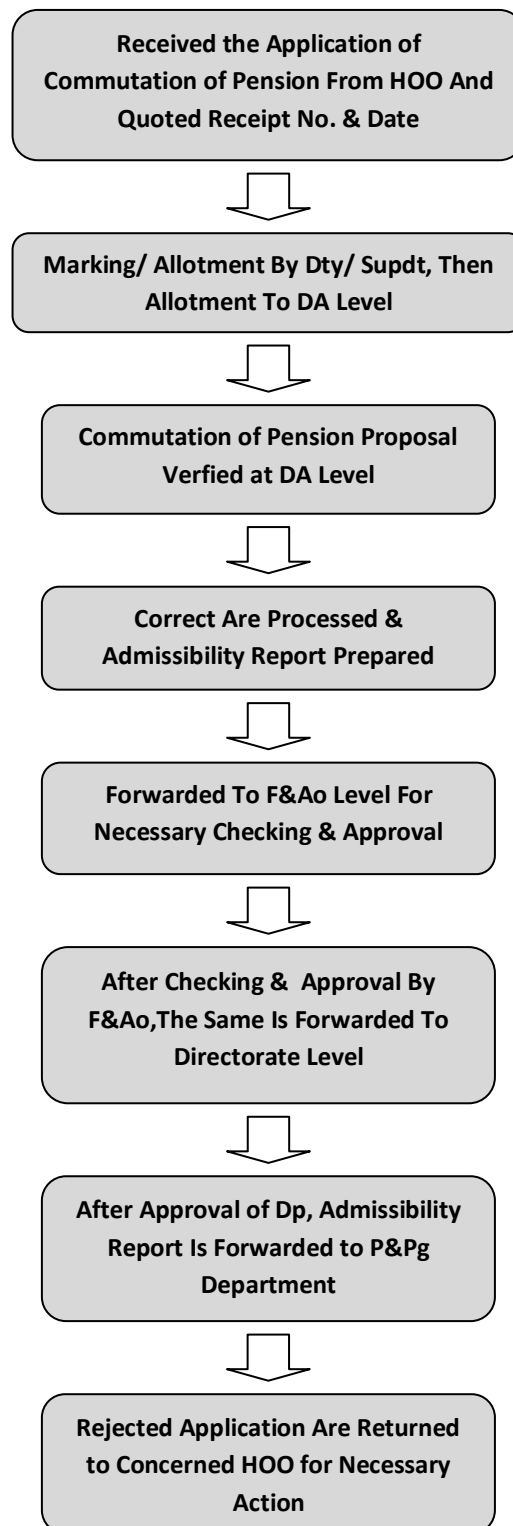 Received the Application of
Commutation of Pension From HOO And
Quoted Receipt No. & Date
Marking/ Allotment By Dty/ Supdt, Then
Allotment To DA Level
Commutation of Pension Proposal
Verfied at DA Level
Correct Are Processed &
Admissibility Report Prepared
Forwarded To F&Ao Level For
Necessary Checking & Approval
After Checking & Approval By
F&Ao,The Same Is Forwarded To
Directorate Level
After Approval of Dp, Admissibility
Report Is Forwarded to P&Pg
Department
Rejected Application Are Returned
to Concerned HOO for Necessary
Action